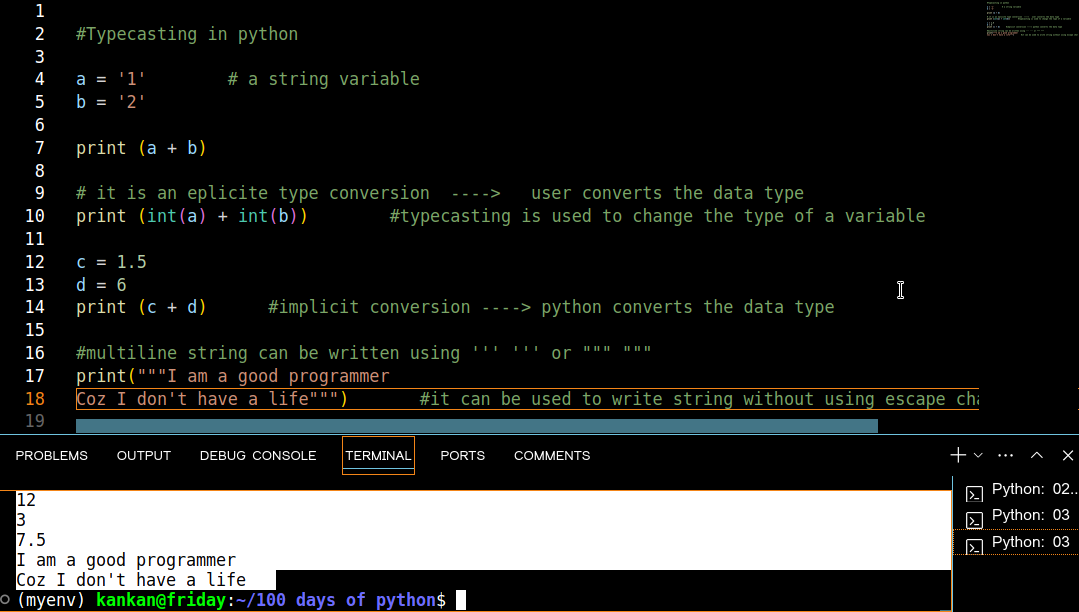 1
2 #Typecasting in python
3
4 a = '1' # a string variable
5 b = '2'
6
7 print (a + b)
8
9 # it is an eplicite type conversion ----> user converts the data type
10 print (int(a) + int(b)) #typecasting is used to change the type of a variable
11
12 c = 1.5
13 d = 6
14 print (c + d) #implicit conversion ----> python converts the data type
15
16 #multiline string can be written using ''' ''' or """ """
17 print("""I am a good programmer
18 Coz I don't have a life""") #it can be used to write string without using escape cha
19
PROBLEMS OUTPUT DEBUG CONSOLE TERMINAL PORTS COMMENTS
12
3
7.5
I am a good programmer
Coz I don't have a life
(myenv) kankan@friday:~/100 days of python$
Python: 02...
Python: 03
Python: 03